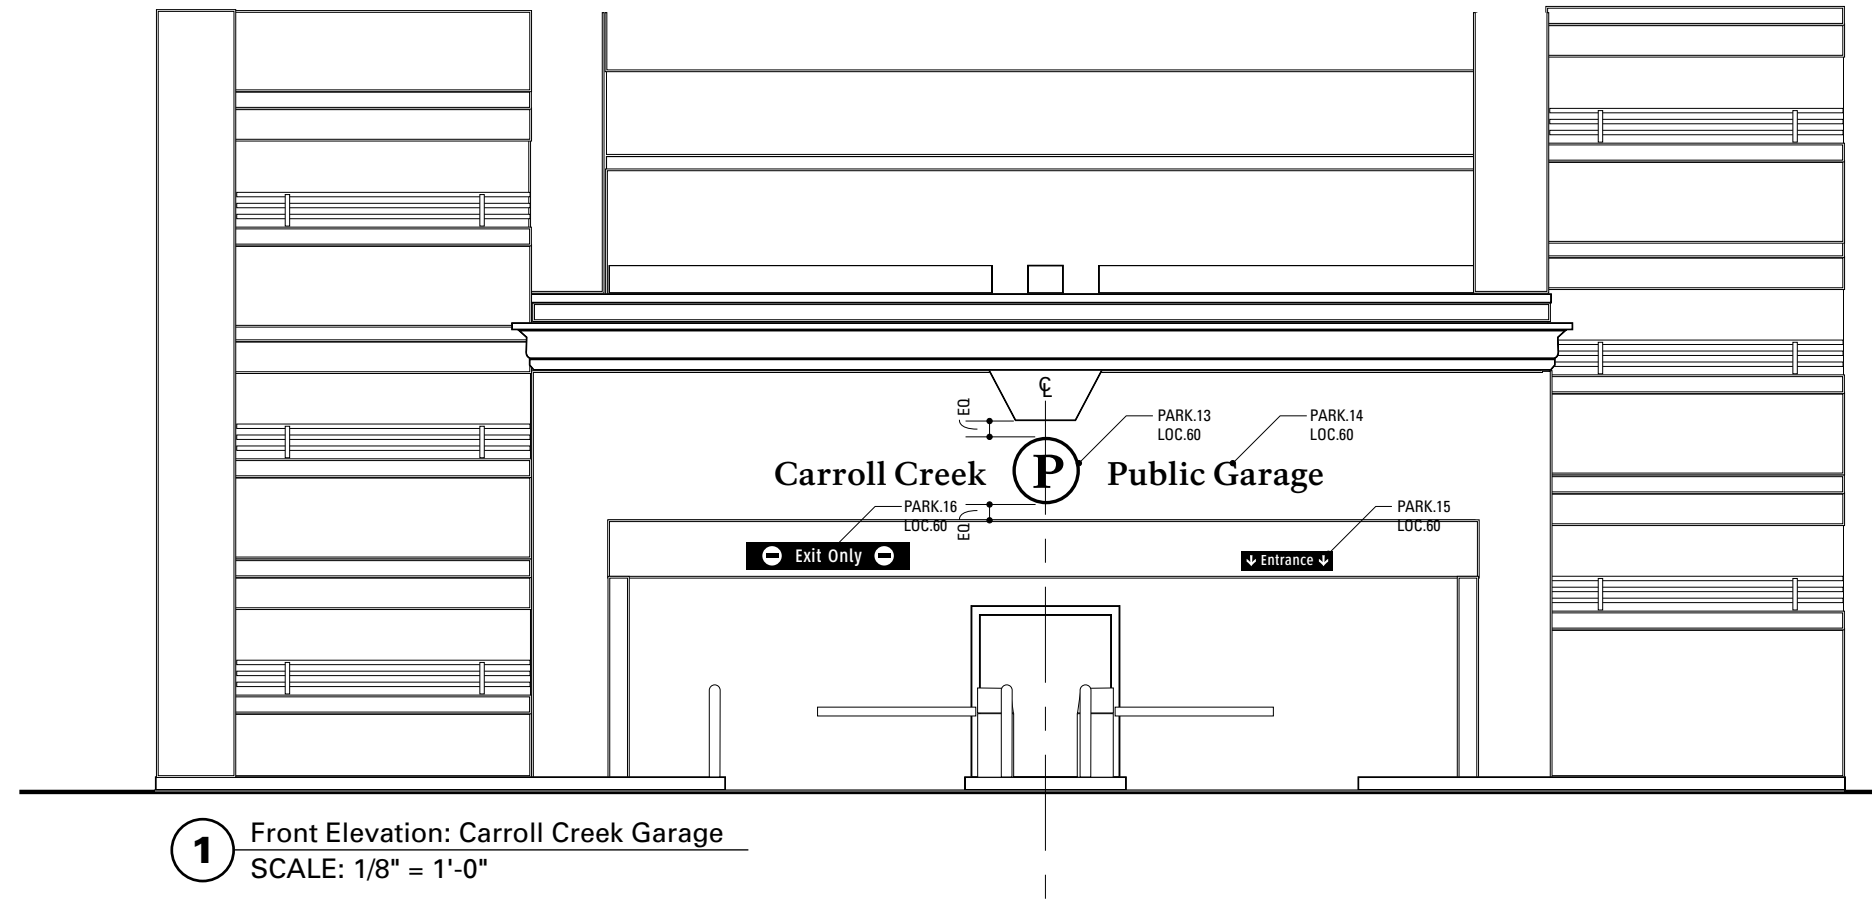 ℄
EQ
PARK.13
LOC.60
PARK.14
LOC.60
Carroll Creek P Public Garage
PARK.16
LOC.60
EQ
PARK.15
LOC.60
Exit Only
↓ Entrance ↓
1
Front Elevation: Carroll Creek Garage
SCALE: 1/8" = 1'-0"